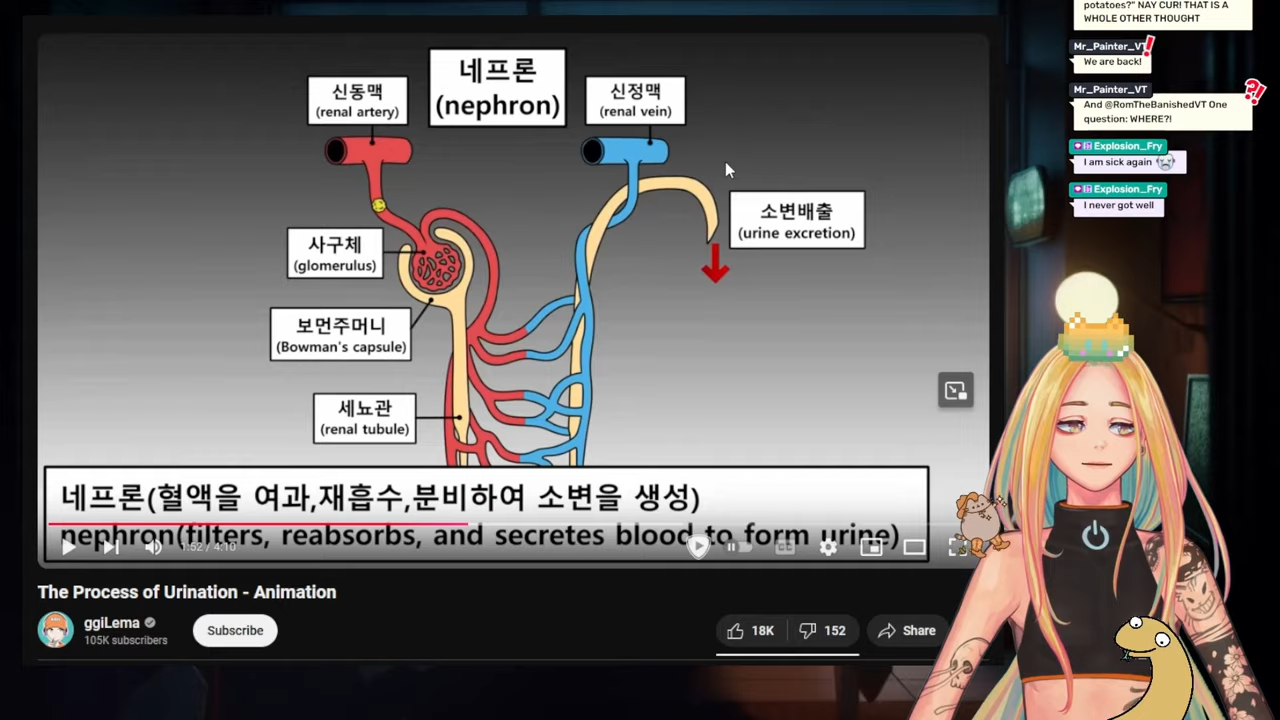 네프론
(nephron)
신동맥
(renal artery)
신정맥
(renal vein)
소변배출
(urine excretion)
사구체
(glomerulus)
보먼주머니
(Bowman's capsule)
세뇨관
(renal tubule)
네프론(혈액을 여과,재흡수,분비하여 소변을 생성)
nephron(filters, reabsorbs, and secretes blood to form urine)
1:52 / 4:10
CC
The Process of Urination - Animation
ggiLema
105K subscribers
Subscribe
18K
152
Share
potatoes?" NAY CUR! THAT IS A
WHOLE OTHER THOUGHT
Mr_Painter_VT
We are back!
Mr_Painter_VT
And @RomTheBanishedVT One
question: WHERE?!
Explosion_Fry
I am sick again
Explosion_Fry
I never got well